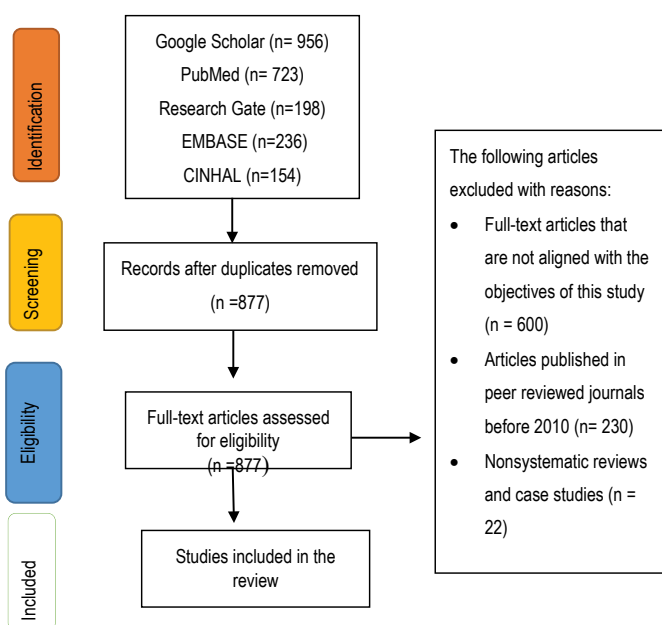 Identification
Google Scholar (n= 956)
PubMed (n= 723)
Research Gate (n=198)
EMBASE (n=236)
CINHAL (n=154)
Screening
Records after duplicates removed
(n =877)
Eligibility
Full-text articles assessed
for eligibility
(n =877)
The following articles
excluded with reasons:
• Full-text articles that
are not aligned with the
objectives of this study
(n = 600)
• Articles published in
peer reviewed journals
before 2010 (n= 230)
• Nonsystematic reviews
and case studies (n =
22)
Included
Studies included in the
review